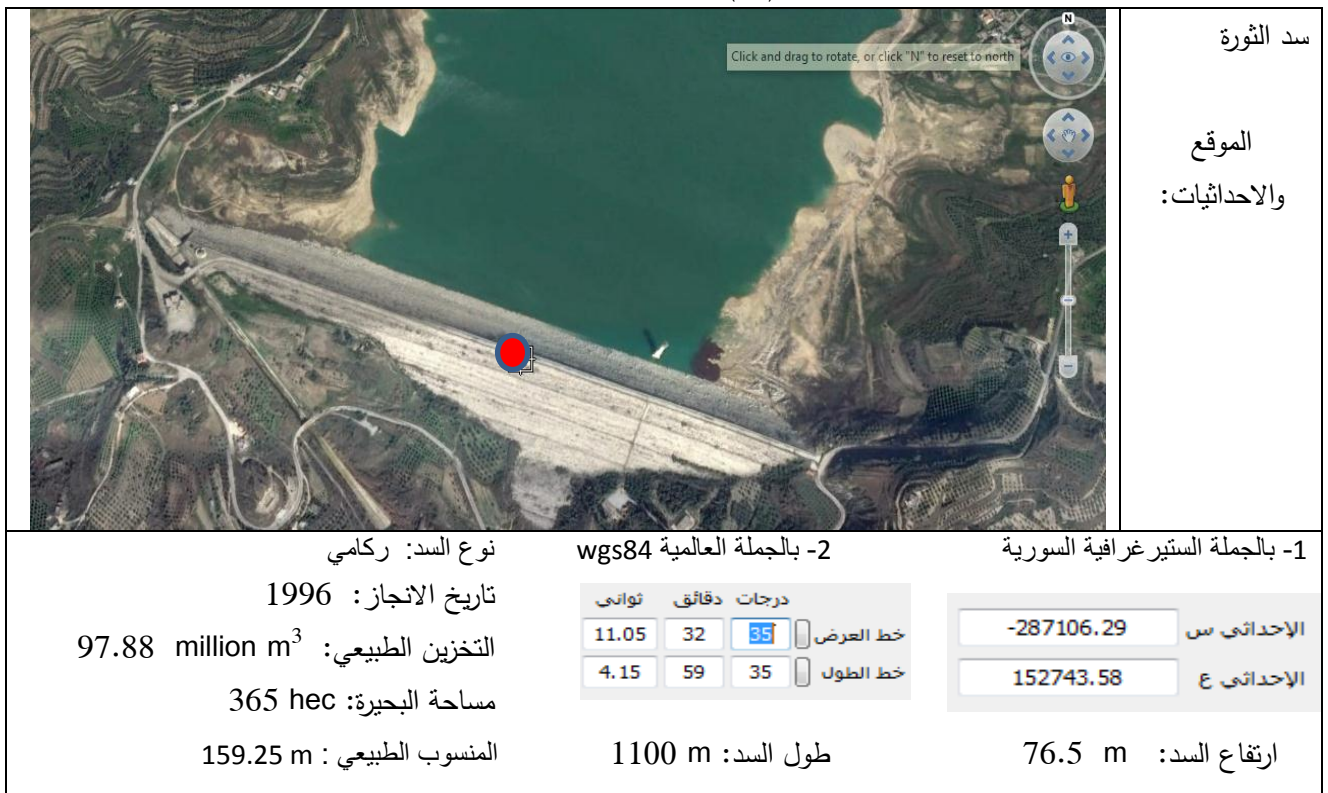 سد الثورة
الموقع
والاحداثيات:
N
Click and drag to rotate, or click "N" to reset to north
1- بالجملة الستيرغرافية السورية
الإحداثي س -287106.29
الإحداثي ع 152743.58
ارتفاع السد: 76.5 m
2- بالجملة العالمية wgs84
درجات دقائق ثواني
خط العرض 35 32 11.05
خط الطول 35 59 4.15
طول السد: 1100 m
نوع السد: ركامي
تاريخ الانجاز: 1996
التخزين الطبيعي: 97.88 million m³
مساحة البحيرة: 365 hec
المنسوب الطبيعي : 159.25 m